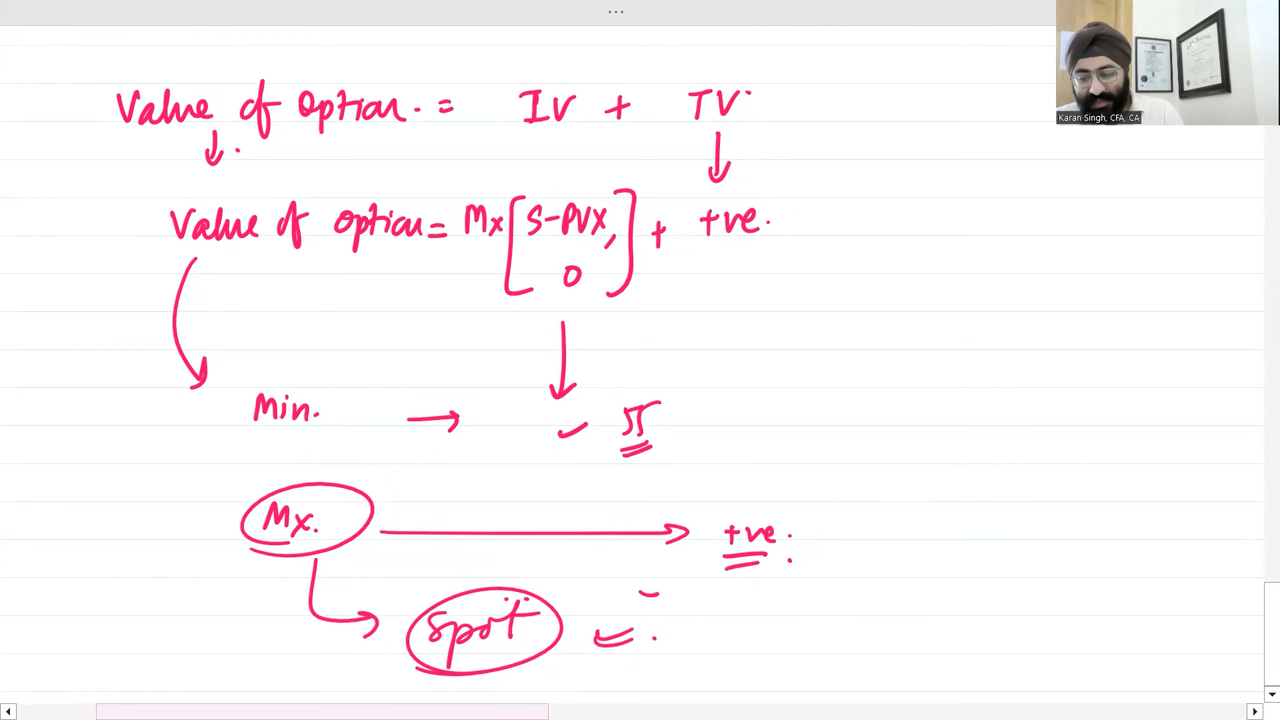 Value of Option. = IV + TV.
Value of option = Mx [ S-PVX, 0 ] + +ve.
Min. → ✓ π
Mx. → +ve.
Spot ✓.
Karan Singh, CFA, CA